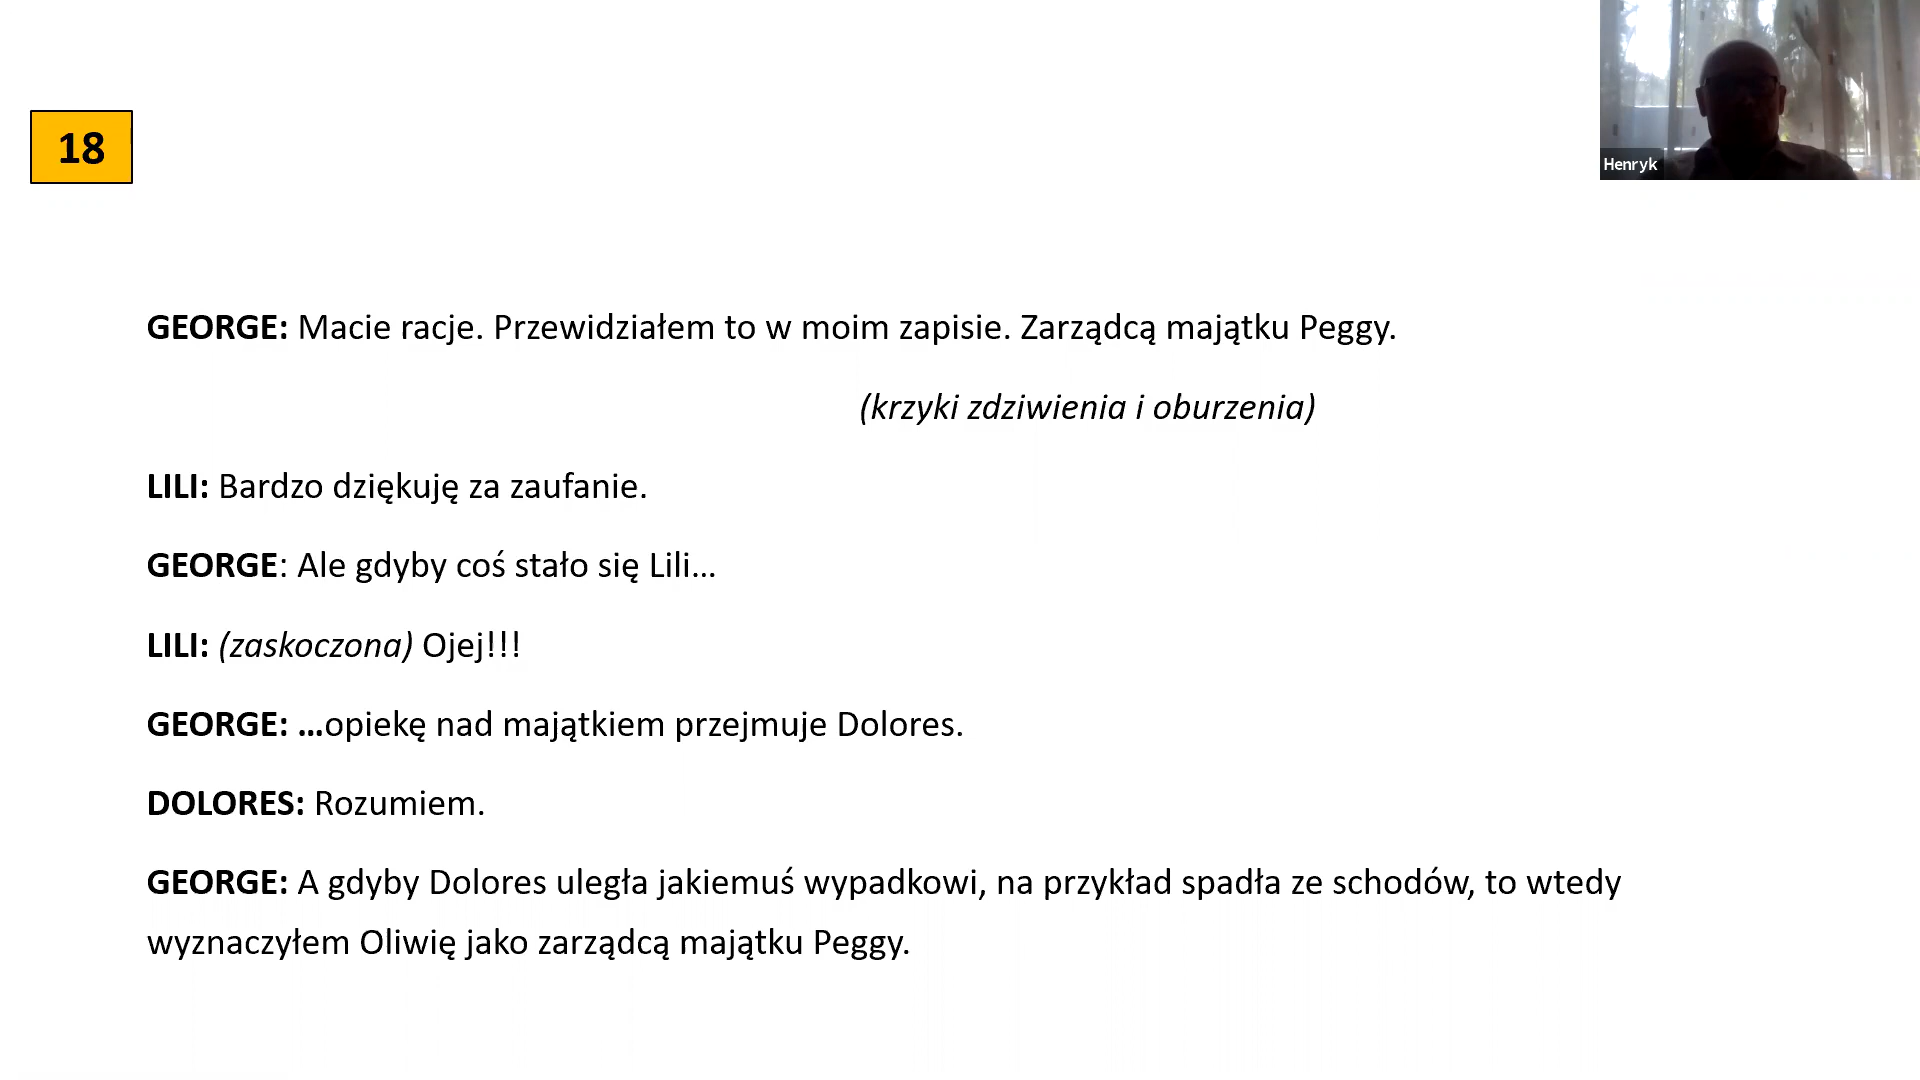 Henryk
18
GEORGE: Macie racje. Przewidziałem to w moim zapisie. Zarządcą majątku Peggy.
(krzyki zdziwienia i oburzenia)
LILI: Bardzo dziękuję za zaufanie.
GEORGE: Ale gdyby coś stało się Lili...
LILI: (zaskoczona) Ojej!!!
GEORGE: ...opiekę nad majątkiem przejmuje Dolores.
DOLORES: Rozumiem.
GEORGE: A gdyby Dolores uległa jakiemuś wypadkowi, na przykład spadła ze schodów, to wtedy
wyznaczyłem Oliwię jako zarządcą majątku Peggy.